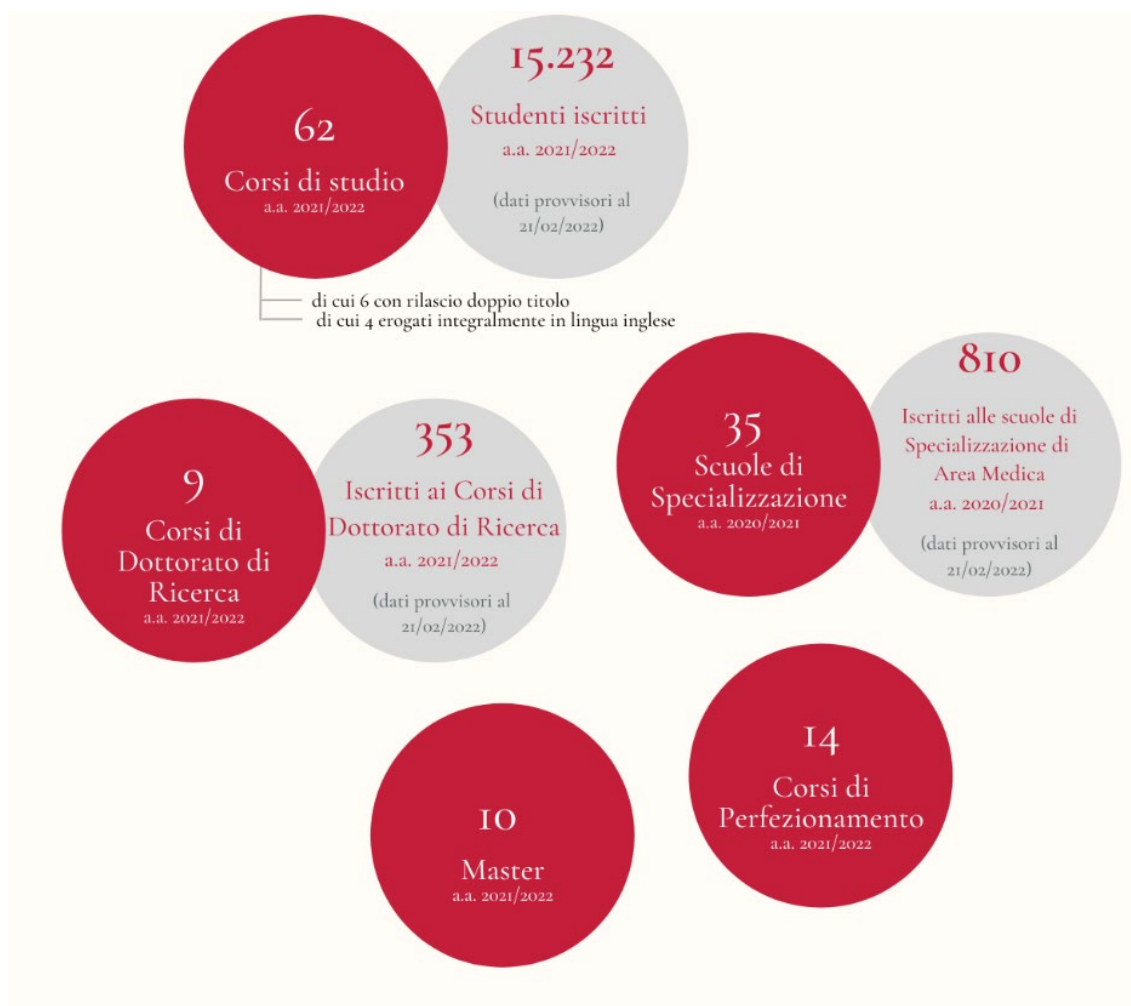 62
Corsi di studio
a.a. 2021/2022
15.232
Studenti iscritti
a.a. 2021/2022
(dati provvisori al
21/02/2022)
di cui 6 con rilascio doppio titolo
di cui 4 erogati integralmente in lingua inglese
9
Corsi di
Dottorato di
Ricerca
a.a. 2021/2022
353
Iscritti ai Corsi di
Dottorato di Ricerca
a.a. 2021/2022
(dati provvisori al
21/02/2022)
35
Scuole di
Specializzazione
a.a. 2020/2021
810
Iscritti alle scuole di
Specializzazione di
Area Medica
a.a. 2020/2021
(dati provvisori al
21/02/2022)
10
Master
a.a. 2021/2022
14
Corsi di
Perfezionamento
a.a. 2021/2022